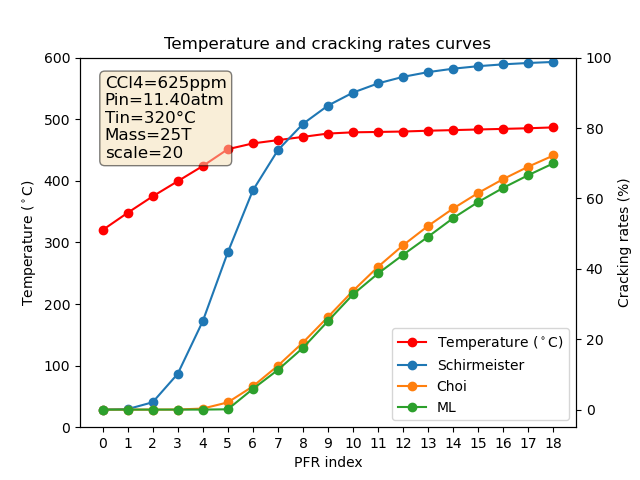 Temperature and cracking rates curves
CCl4=625ppm
Pin=11.40atm
Tin=320°C
Mass=25T
scale=20
600
500
400
300
200
100
0
Temperature (°C)
100
80
60
40
20
0
Cracking rates (%)
Temperature (°C)
Schirmeister
Choi
ML
0 1 2 3 4 5 6 7 8 9 10 11 12 13 14 15 16 17 18
PFR index